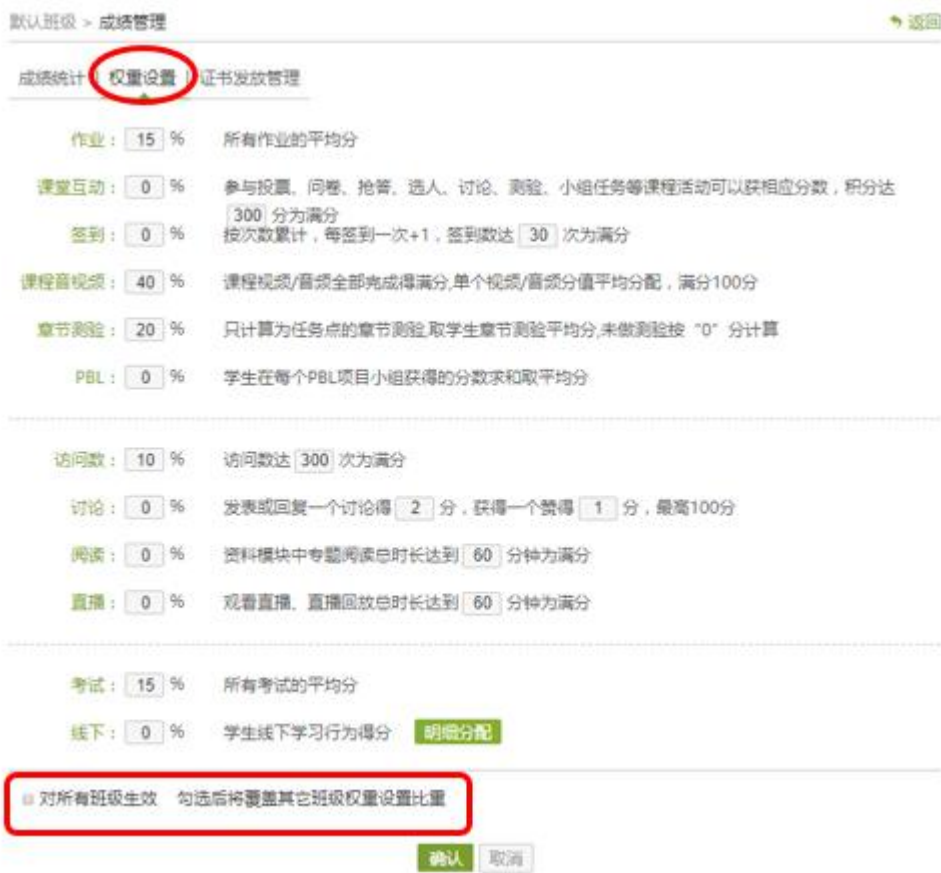 默认班级 > 成绩管理 返回
成绩统计 | 权重设置 | 证书发放管理
作业： 15 % 所有作业的平均分
课堂互动： 0 % 参与投票、问卷、抢答、选人、讨论、测验、小组任务等课程活动可以获相应分数，积分达
300 分为满分
签到： 0 % 按次数累计，每签到一次+1，签到数达 30 次为满分
课程音视频： 40 % 课程视频/音频全部完成得满分,单个视频/音频分值平均分配，满分100分
章节测验： 20 % 只计算为任务点的章节测验,取学生章节测验平均分,未做测验按“0”分计算
PBL： 0 % 学生在每个PBL项目小组获得的分数求和取平均分
访问数： 10 % 访问数达 300 次为满分
讨论： 0 % 发表或回复一个讨论得 2 分，获得一个赞得 1 分，最高100分
阅读： 0 % 资料模块中专题阅读总时长达到 60 分钟为满分
直播： 0 % 观看直播、直播回放总时长达到 60 分钟为满分
考试： 15 % 所有考试的平均分
线下： 0 % 学生线下学习行为得分 明细分配
对所有班级生效 勾选后将覆盖其它班级权重设置比重
确认 取消